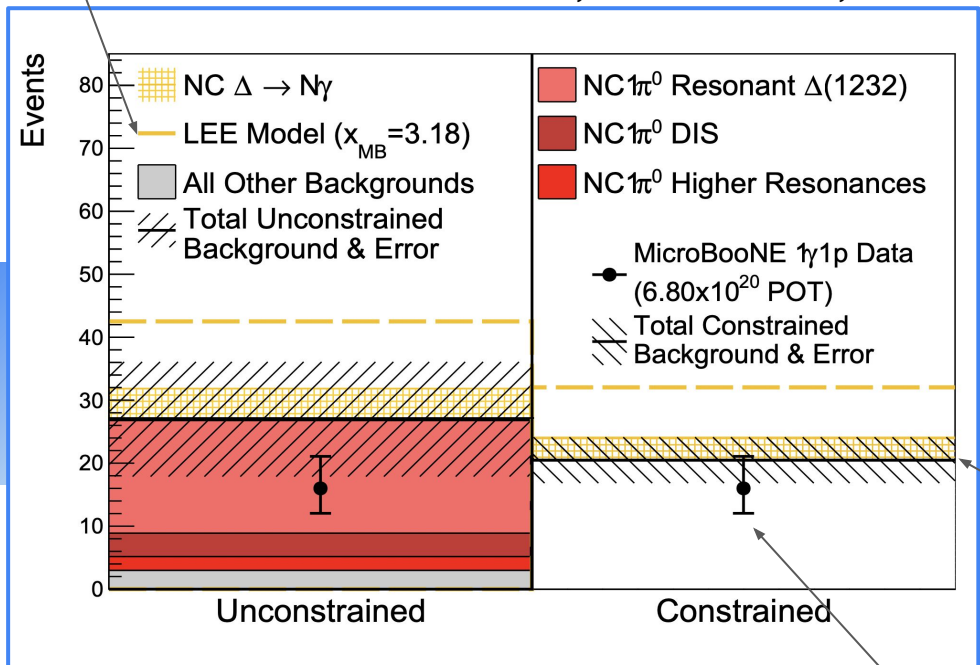 Events
80
70
60
50
40
30
20
10
0
NC Δ → Nγ
LEE Model (x_MB=3.18)
All Other Backgrounds
Total Unconstrained
Background & Error
NC1π⁰ Resonant Δ(1232)
NC1π⁰ DIS
NC1π⁰ Higher Resonances
MicroBooNE 1γ1p Data
(6.80x10²⁰ POT)
Total Constrained
Background & Error
Unconstrained
Constrained